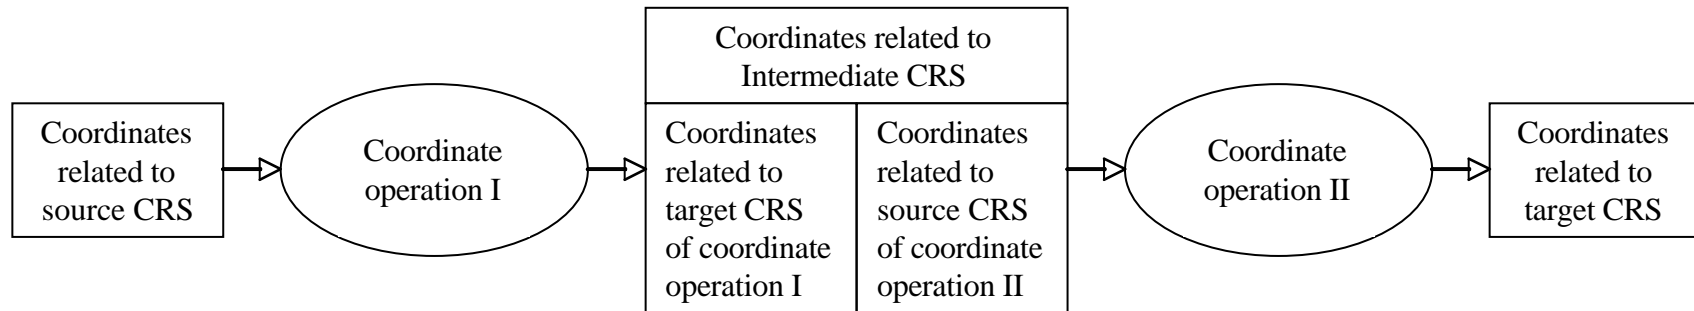 Coordinates
related to
source CRS
Coordinate
operation I
Coordinates related to
Intermediate CRS
Coordinates
related to
target CRS
of coordinate
operation I
Coordinates
related to
source CRS
of coordinate
operation II
Coordinate
operation II
Coordinates
related to
target CRS